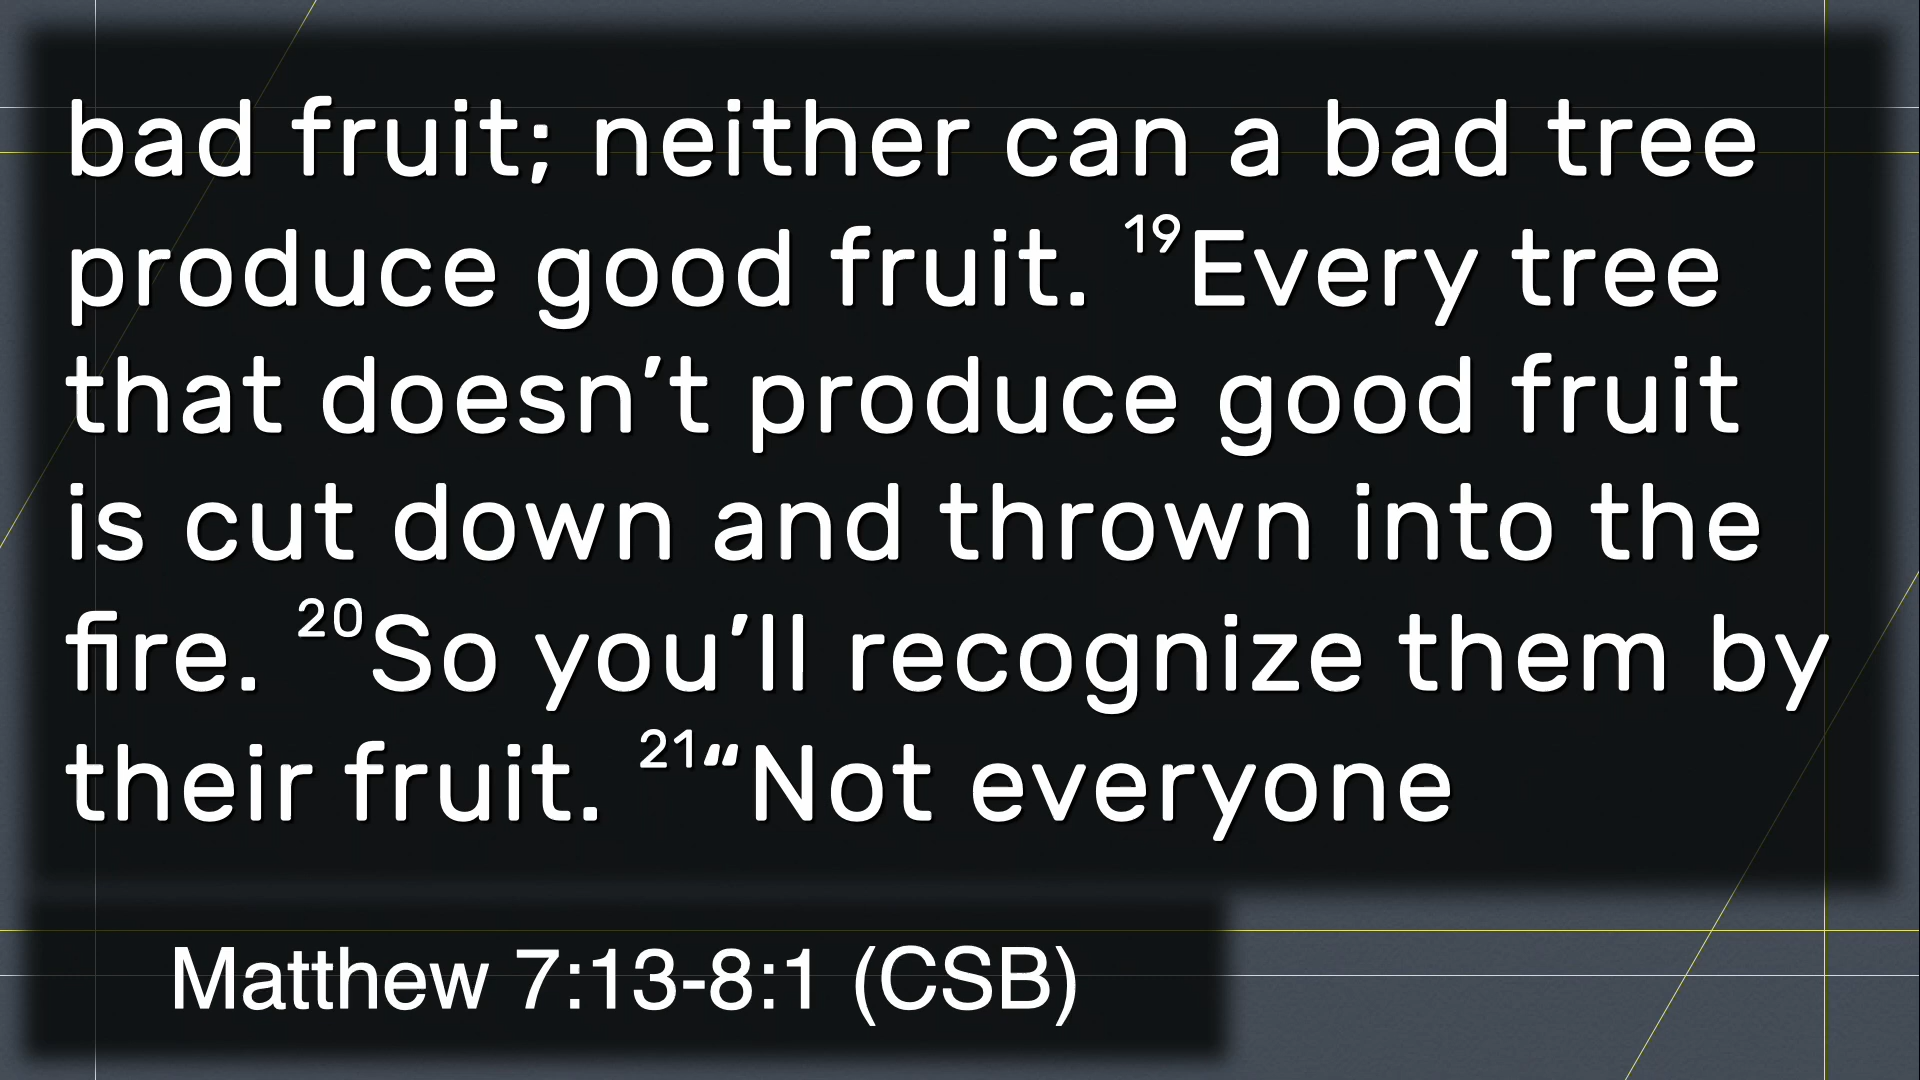 bad fruit; neither can a bad tree
produce good fruit. ¹⁹Every tree
that doesn’t produce good fruit
is cut down and thrown into the
fire. ²⁰So you’ll recognize them by
their fruit. ²¹“Not everyone
Matthew 7:13-8:1 (CSB)